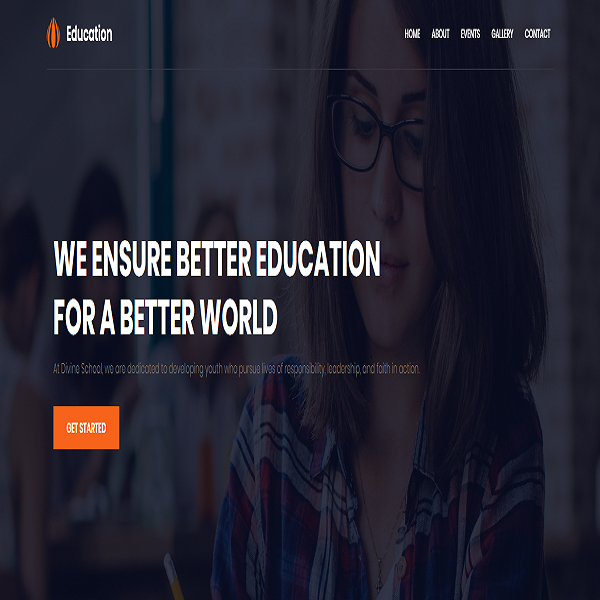 Education
HOME ABOUT EVENTS GALLERY CONTACT
WE ENSURE BETTER EDUCATION
FOR A BETTER WORLD
At Divine School, we are dedicated to developing youth who pursue lives of responsibility, leadership, and faith in action.
GET STARTED